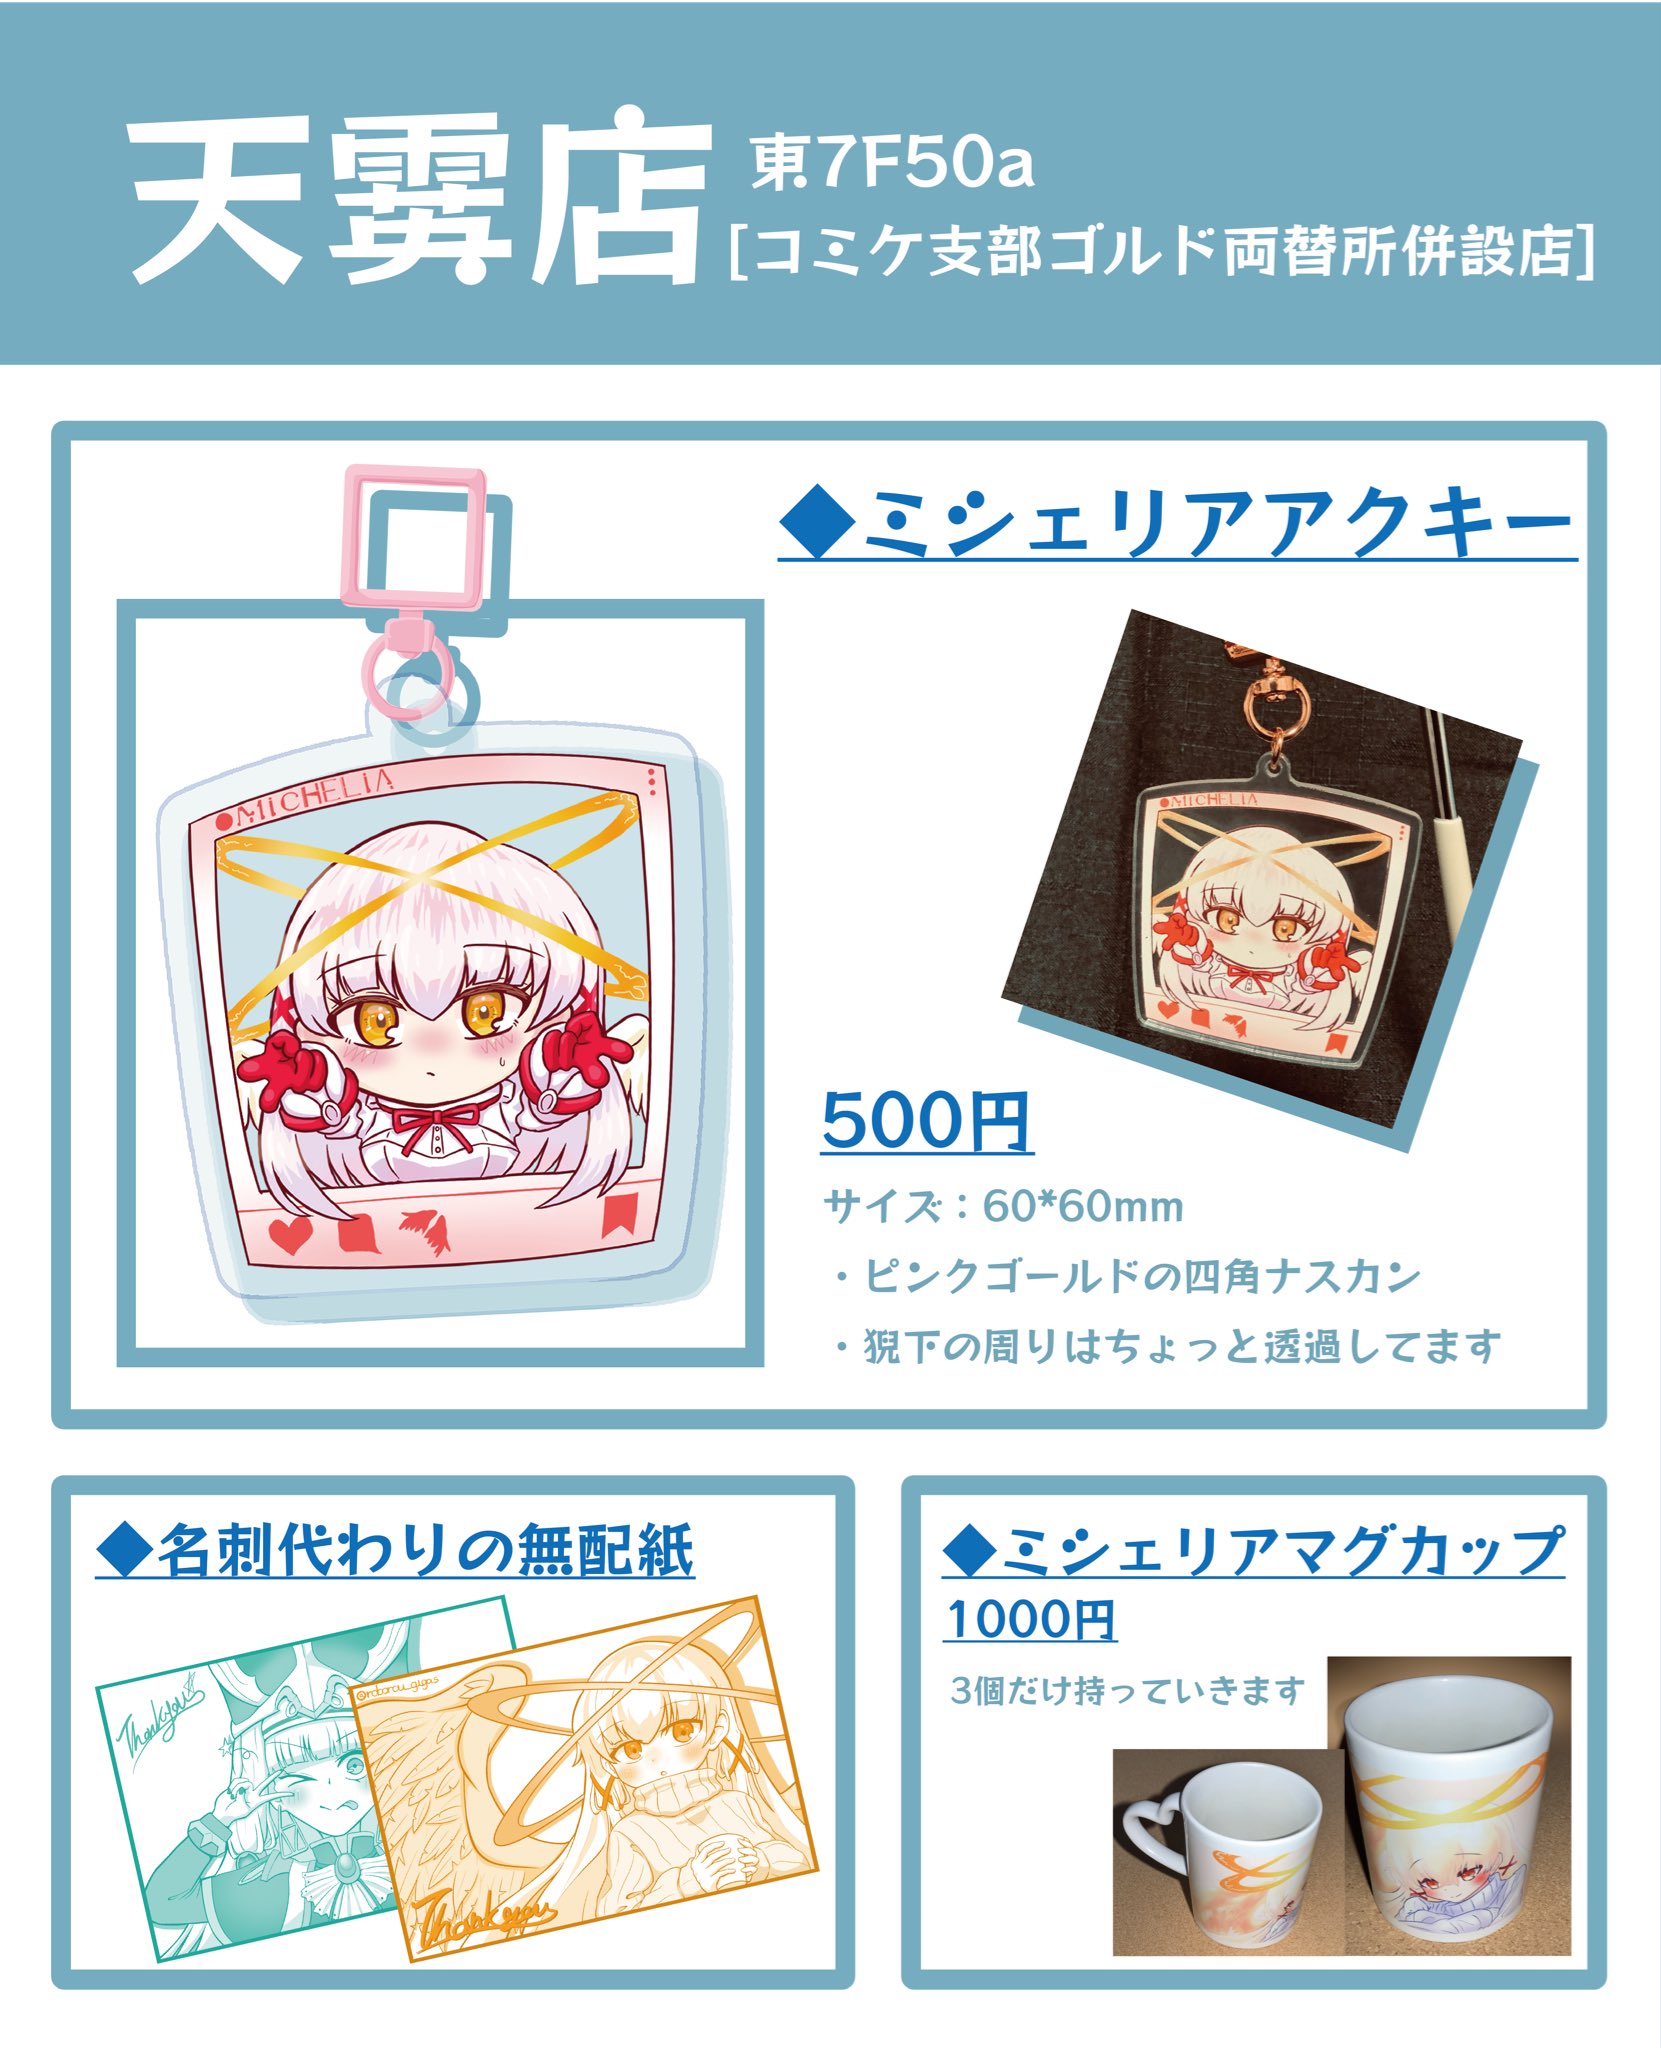 天霎店
東7F50a
[コミケ支部ゴルド両替所併設店]
◆ミシェリアアクキー
MICHELIA
MICHELIA
500円
サイズ：60*60mm
・ピンクゴールドの四角ナスカン
・猊下の周りはちょっと透過してます
◆名刺代わりの無配紙
Thankyou
@roborou_gigas
Thankyou
◆ミシェリアマグカップ
1000円
3個だけ持っていきます